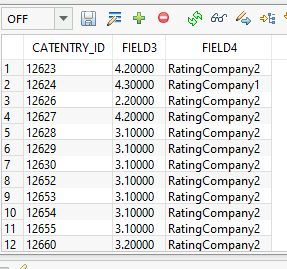 OFF
CATENTRY_ID FIELD3 FIELD4
1 12623 4.20000 RatingCompany2
2 12624 4.30000 RatingCompany1
3 12626 2.20000 RatingCompany2
4 12627 4.20000 RatingCompany2
5 12628 3.10000 RatingCompany2
6 12629 3.10000 RatingCompany2
7 12630 3.10000 RatingCompany2
8 12652 3.10000 RatingCompany2
9 12653 3.10000 RatingCompany2
10 12654 3.10000 RatingCompany2
11 12655 3.10000 RatingCompany2
12 12660 3.20000 RatingCompany2